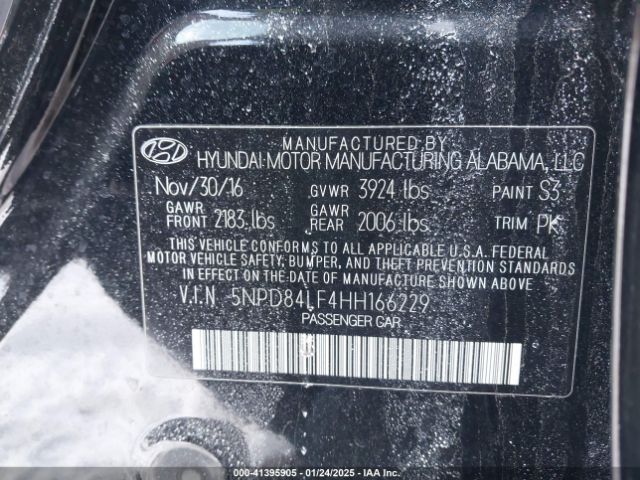 MANUFACTURED BY
HYUNDAI MOTOR MANUFACTURING ALABAMA, LLC
Nov/30/16 GVWR 3924 lbs PAINT S3
GAWR FRONT 2183 lbs GAWR REAR 2006 lbs TRIM PK
THIS VEHICLE CONFORMS TO ALL APPLICABLE U.S.A. FEDERAL
MOTOR VEHICLE SAFETY, BUMPER, AND THEFT PREVENTION STANDARDS
IN EFFECT ON THE DATE OF MANUFACTURE SHOWN ABOVE.
V.I.N 5NPD84LF4HH166229
PASSENGER CAR
000-41395905 - 01/24/2025 - IAA Inc.